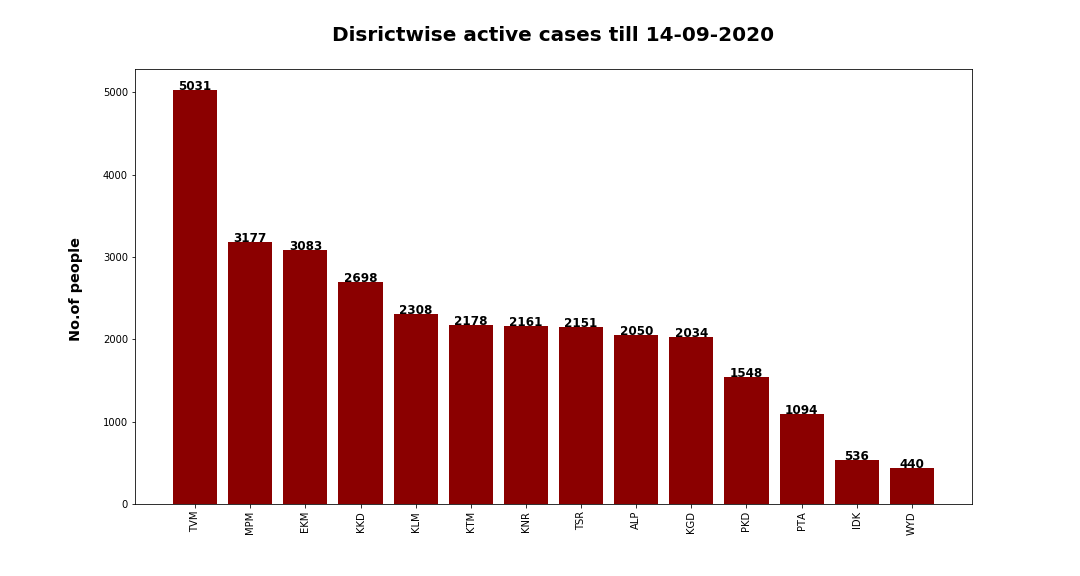 Disrictwise active cases till 14-09-2020
No.of people
5000
4000
3000
2000
1000
0
5031
3177
3083
2698
2308
2178
2161
2151
2050
2034
1548
1094
536
440
TVM
MPM
EKM
KKD
KLM
KTM
KNR
TSR
ALP
KGD
PKD
PTA
IDK
WYD